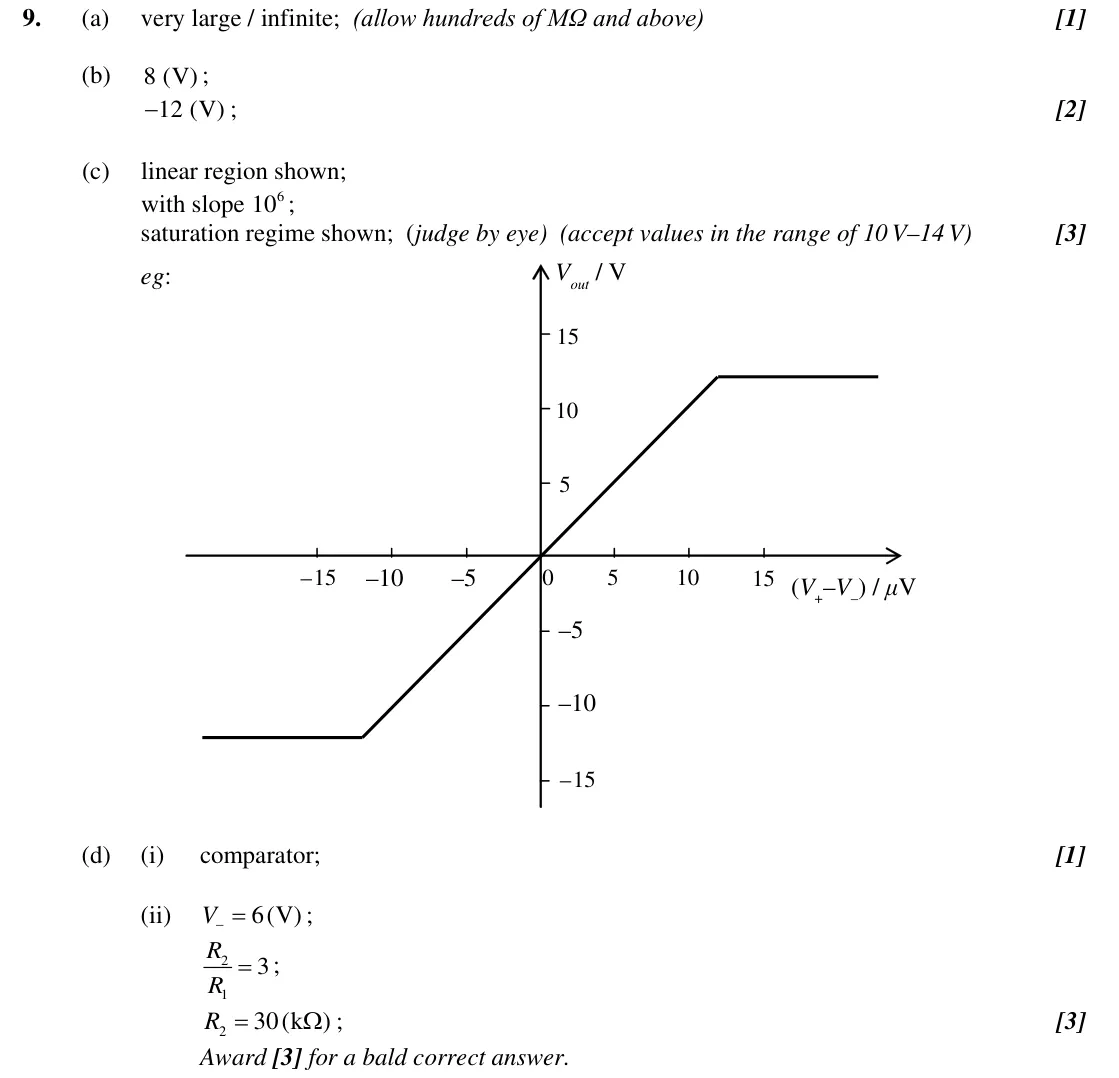 9. (a) very large / infinite; (allow hundreds of MΩ and above) [1]
(b) 8 (V) ;
−12 (V) ; [2]
(c) linear region shown;
with slope 10⁶ ;
saturation regime shown; (judge by eye) (accept values in the range of 10 V–14 V) [3]
eg:
V_out / V
15
10
5
–15 –10 –5 0 5 10 15 (V₊–V₋) / μV
–5
–10
–15
(d) (i) comparator; [1]
(ii) V₋ = 6 (V) ;
R₂/R₁ = 3 ;
R₂ = 30 (kΩ) ; [3]
Award [3] for a bald correct answer.